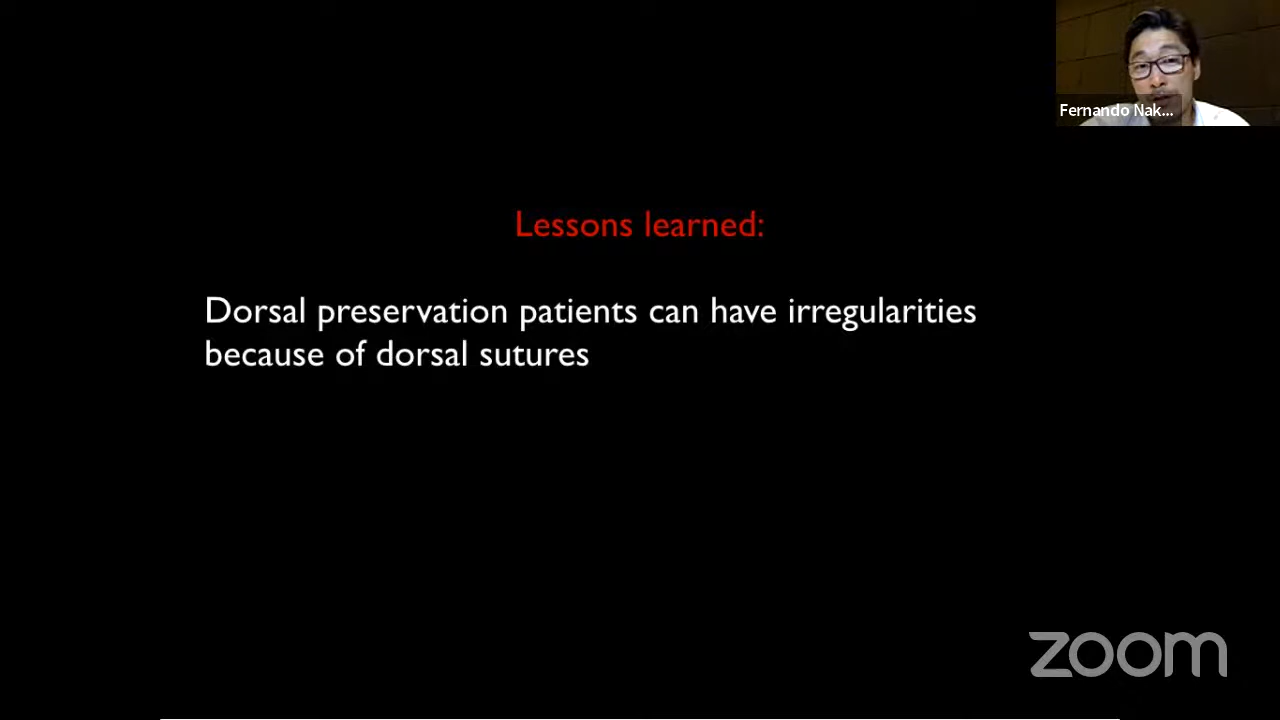 Fernando Nak...
Lessons learned:
Dorsal preservation patients can have irregularities
because of dorsal sutures
zoom